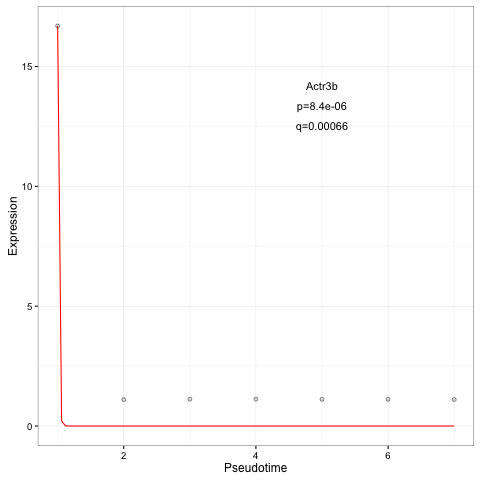 Actr3b
p=8.4e-06
q=0.00066
15
10
5
0
Expression
2
4
6
Pseudotime